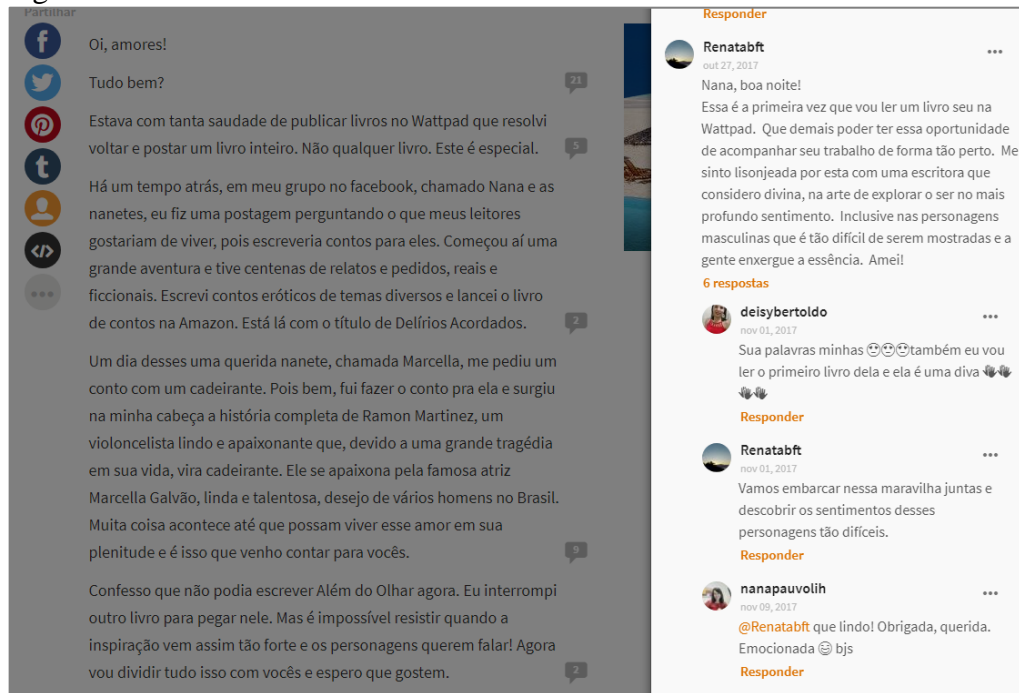 Partilhar
Oi, amores!
Tudo bem?
21
Estava com tanta saudade de publicar livros no Wattpad que resolvi
voltar e postar um livro inteiro. Não qualquer livro. Este é especial.
5
Há um tempo atrás, em meu grupo no facebook, chamado Nana e as
nanetes, eu fiz uma postagem perguntando o que meus leitores
gostariam de viver, pois escreveria contos para eles. Começou aí uma
grande aventura e tive centenas de relatos e pedidos, reais e
ficcionais. Escrevi contos eróticos de temas diversos e lancei o livro
de contos na Amazon. Está lá com o título de Delírios Acordados.
2
Um dia desses uma querida nanete, chamada Marcella, me pediu um
conto com um cadeirante. Pois bem, fui fazer o conto pra ela e surgiu
na minha cabeça a história completa de Ramon Martinez, um
violoncelista lindo e apaixonante que, devido a uma grande tragédia
em sua vida, vira cadeirante. Ele se apaixona pela famosa atriz
Marcella Galvão, linda e talentosa, desejo de vários homens no Brasil.
Muita coisa acontece até que possam viver esse amor em sua
plenitude e é isso que venho contar para vocês.
9
Confesso que não podia escrever Além do Olhar agora. Eu interrompi
outro livro para pegar nele. Mas é impossível resistir quando a
inspiração vem assim tão forte e os personagens querem falar! Agora
vou dividir tudo isso com vocês e espero que gostem.
2
Responder
Renatabft
out 27, 2017
Nana, boa noite!
Essa é a primeira vez que vou ler um livro seu na
Wattpad. Que demais poder ter essa oportunidade
de acompanhar seu trabalho de forma tão perto. Me
sinto lisonjeada por esta com uma escritora que
considero divina, na arte de explorar o ser no mais
profundo sentimento. Inclusive nas personagens
masculinas que é tão difícil de serem mostradas e a
gente enxergue a essência. Amei!
6 respostas
deisybertoldo
nov 01, 2017
Sua palavras minhas 🙄🙄🙄também eu vou
ler o primeiro livro dela e ela é uma diva 👏👏
👏👏
Responder
Renatabft
nov 01, 2017
Vamos embarcar nessa maravilha juntas e
descobrir os sentimentos desses
personagens tão difíceis.
Responder
nanapauvolih
nov 09, 2017
@Renatabft que lindo! Obrigada, querida.
Emocionada 😊 bjs
Responder